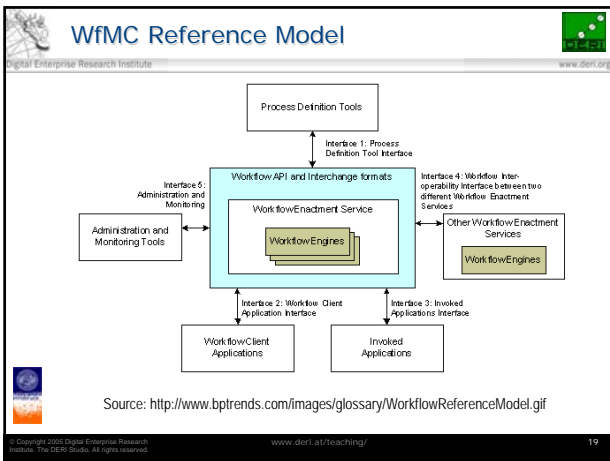 WfMC Reference Model
DERI
Digital Enterprise Research Institute
www.deri.org
Process Definition Tools
Interface 1: Process
Definition Tool Interface
Workflow API and Interchange formats
Interface 5:
Administration and
Monitoring
Interface 4: Workflow Inter-
operability Interface between two
different Workflow Enactment
Services
Workflow Enactment Service
Workflow Engines
Administration and
Monitoring Tools
Other Workflow Enactment
Services
Workflow Engines
Interface 2: Workflow Client
Application Interface
Interface 3: Invoked
Applications Interface
Workflow Client
Applications
Invoked
Applications
Source: http://www.bptrends.com/images/glossary/WorkflowReferenceModel.gif
© Copyright 2005 Digital Enterprise Research
Institute. The DERI Studio. All rights reserved.
www.deri.at/teaching/
19